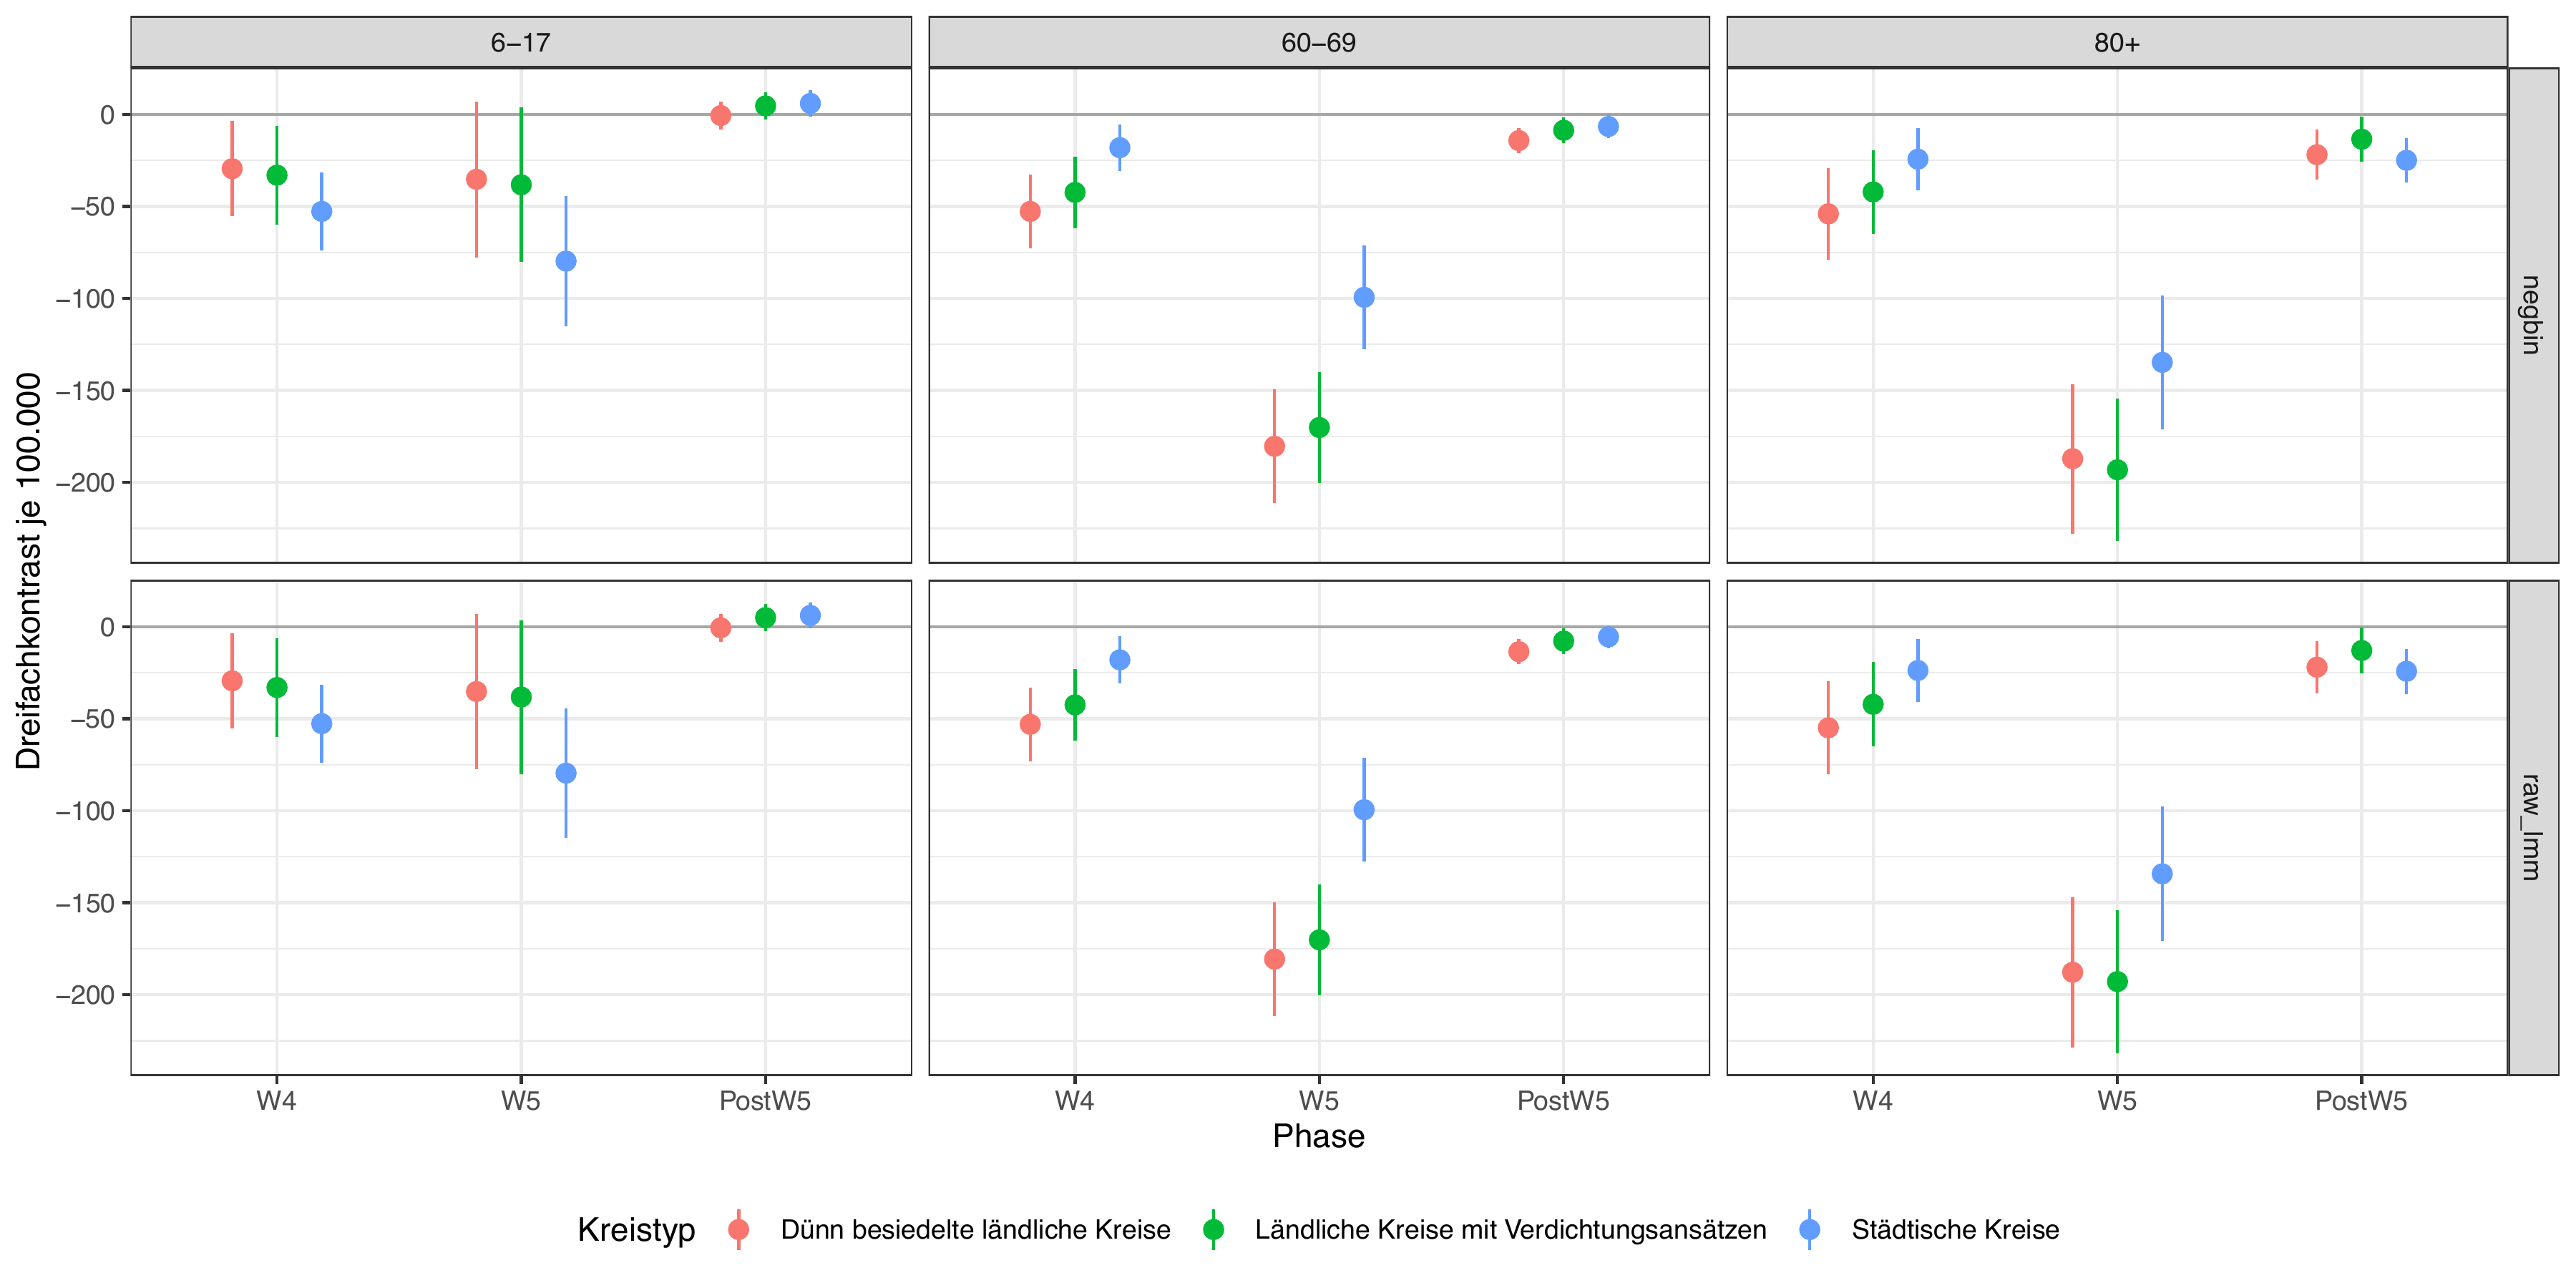 6−17
60−69
80+
Dreifachkontrast je 100.000
0
−50
−100
−150
−200
negbin
0
−50
−100
−150
−200
raw_lmm
W4
W5
PostW5
W4
W5
PostW5
W4
W5
PostW5
Phase
Kreistyp
Dünn besiedelte ländliche Kreise
Ländliche Kreise mit Verdichtungsansätzen
Städtische Kreise